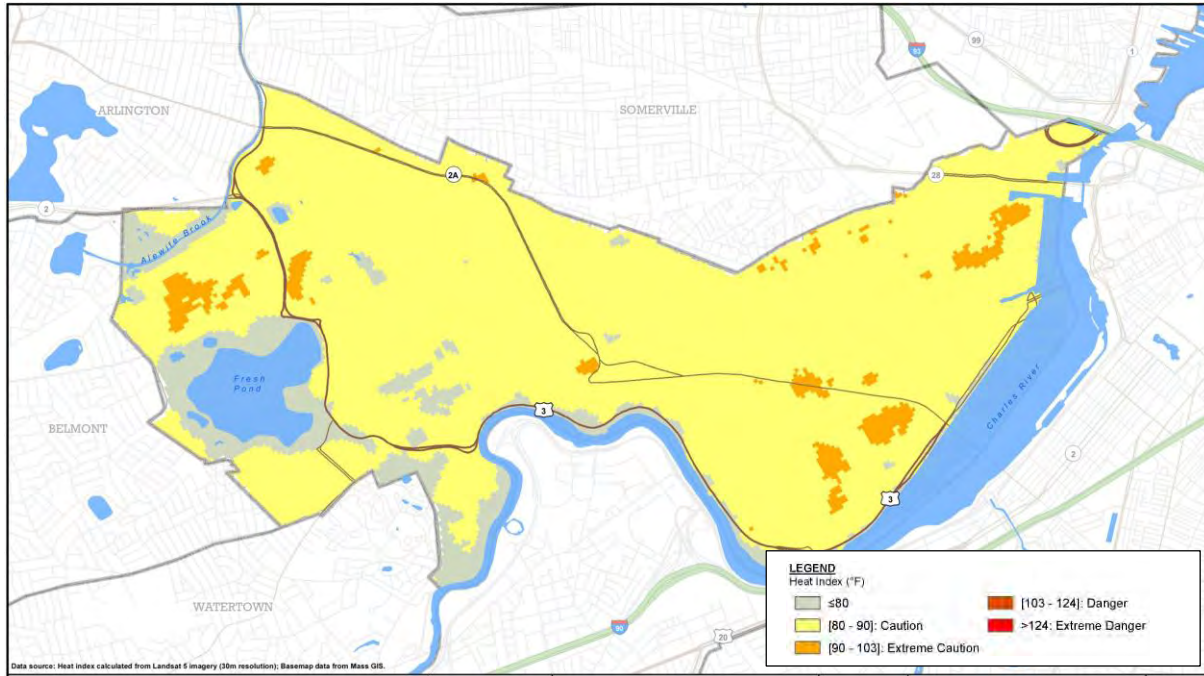 99
93
1
ARLINGTON
SOMERVILLE
2A
28
2
Alewife Brook
Fresh
Pond
BELMONT
3
Charles River
2
3
WATERTOWN
90
20
LEGEND
Heat Index (°F)
≤80
[80 - 90]: Caution
[90 - 103]: Extreme Caution
[103 - 124]: Danger
>124: Extreme Danger
Data source: Heat index calculated from Landsat 5 imagery (30m resolution); Basemap data from Mass GIS.